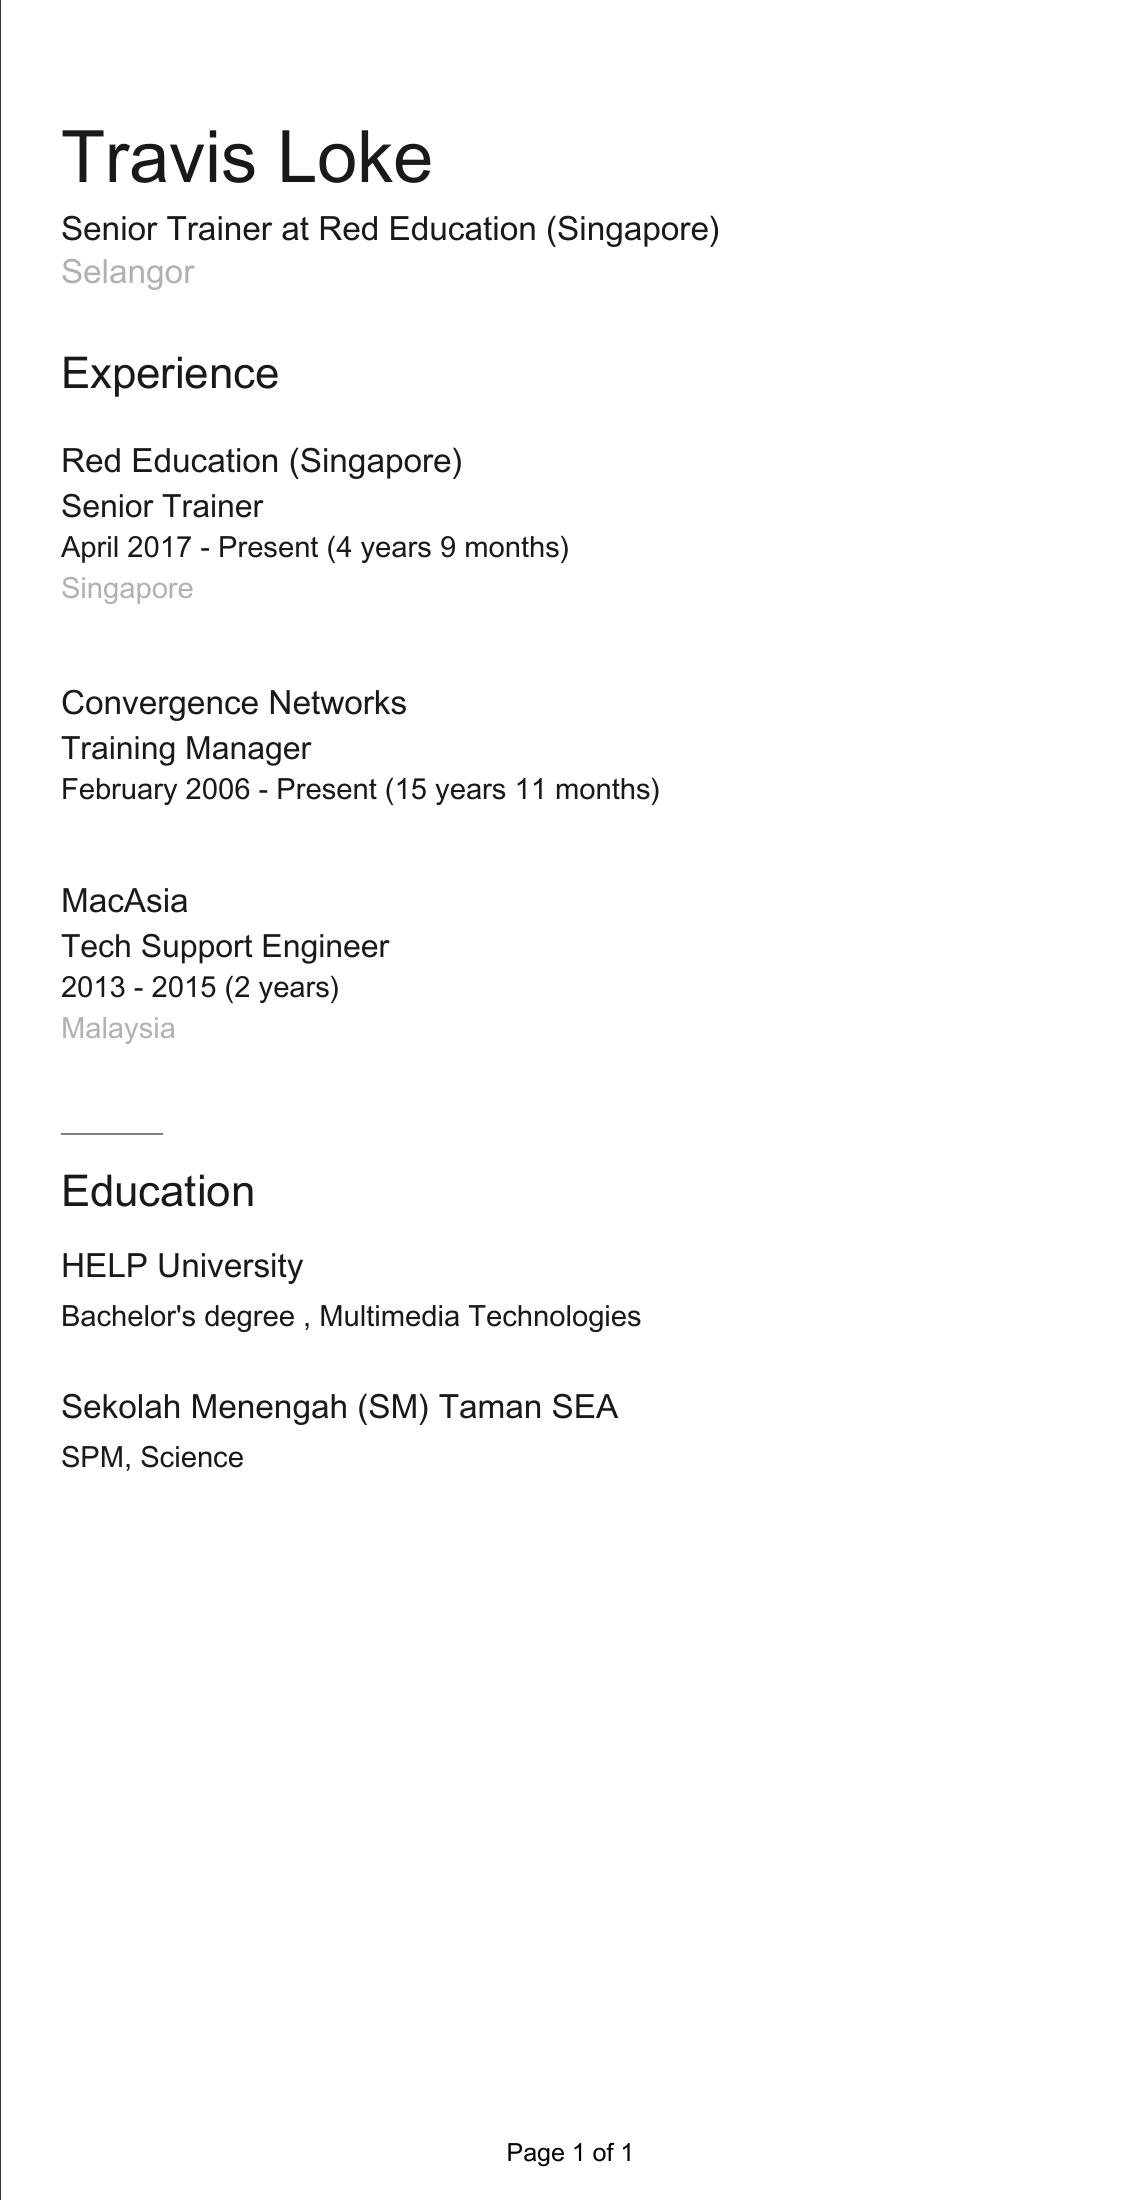 Travis Loke
Senior Trainer at Red Education (Singapore)
Selangor
Experience
Red Education (Singapore)
Senior Trainer
April 2017 - Present (4 years 9 months)
Singapore
Convergence Networks
Training Manager
February 2006 - Present (15 years 11 months)
MacAsia
Tech Support Engineer
2013 - 2015 (2 years)
Malaysia
Education
HELP University
Bachelor's degree , Multimedia Technologies
Sekolah Menengah (SM) Taman SEA
SPM, Science
Page 1 of 1